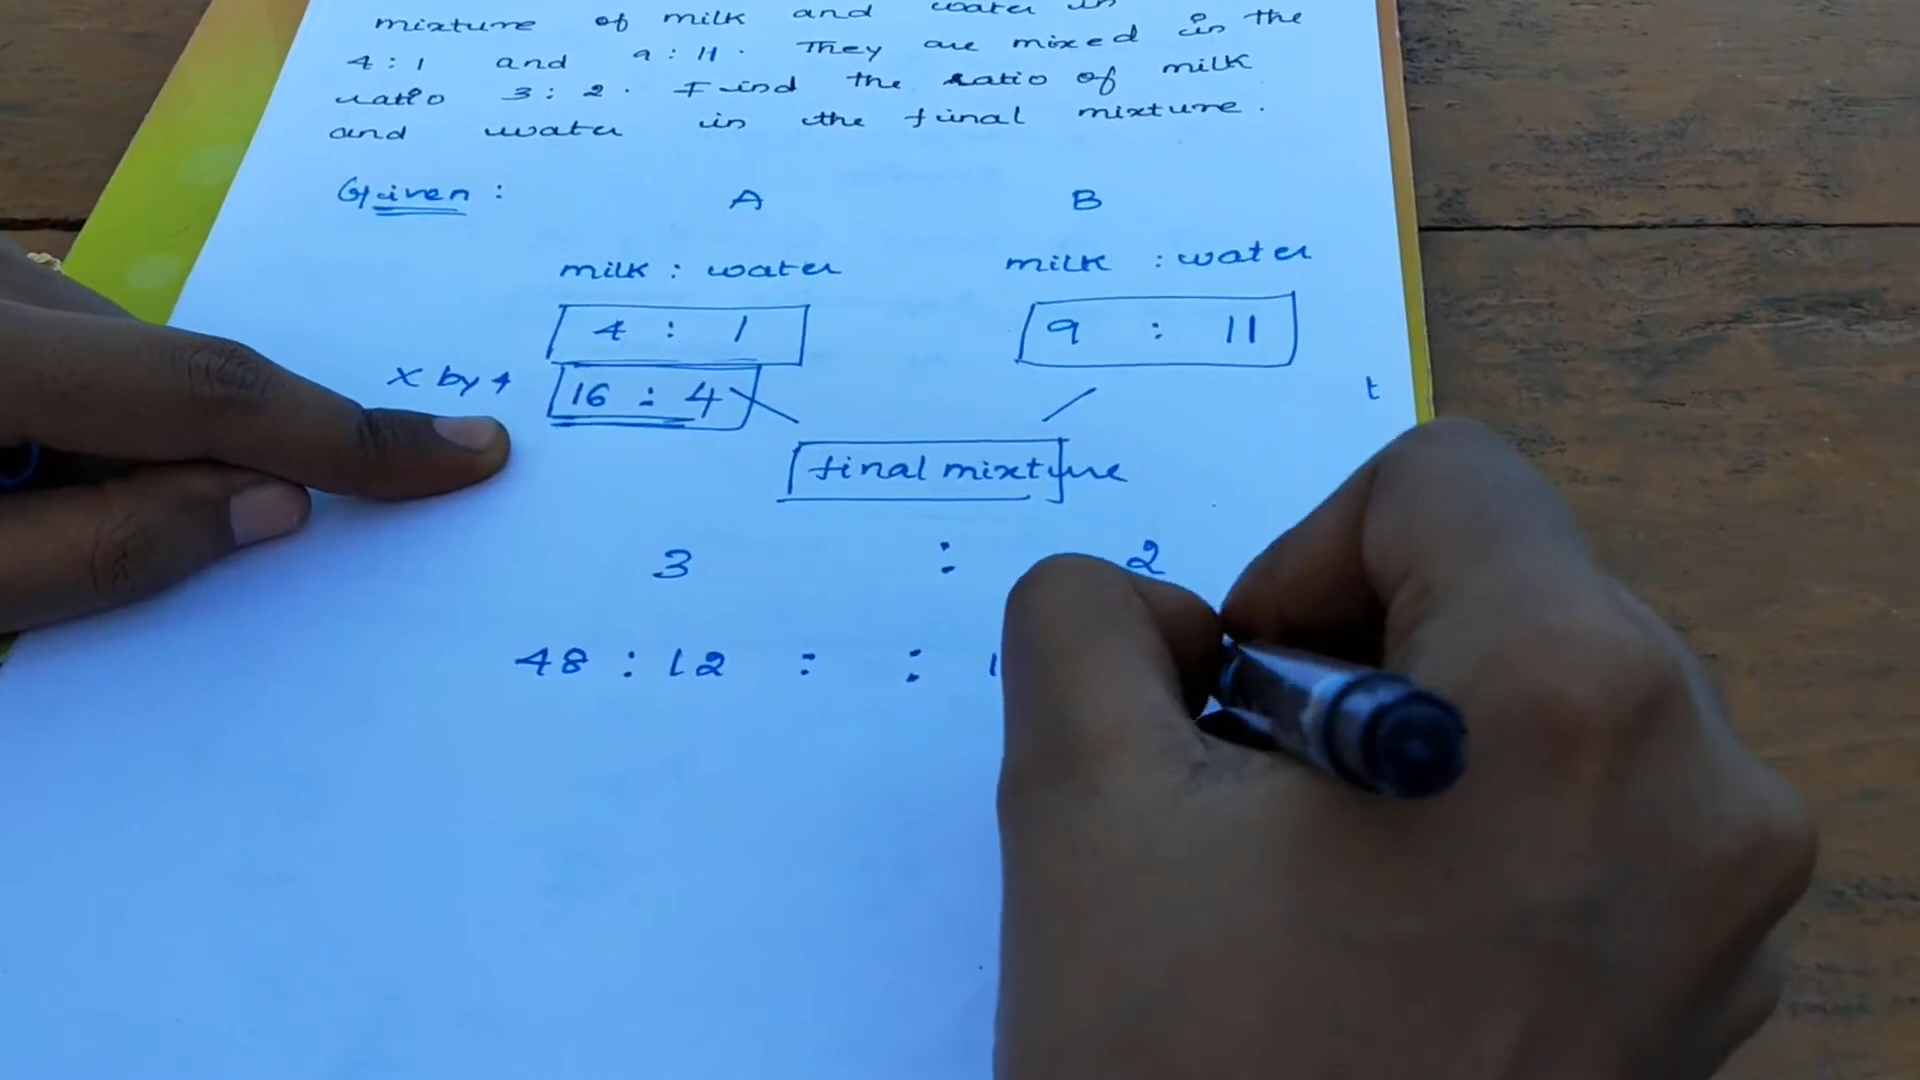 mixture of milk and water in
4 : 1 and 9 : 11. They are mixed in the
ratio 3 : 2. Find the ratio of milk
and water in the final mixture.
Given :
A B
milk : water milk : water
4 : 1 9 : 11
x by 4 16 : 4 t
final mixture
3 : 2
48 : 12 : : 1